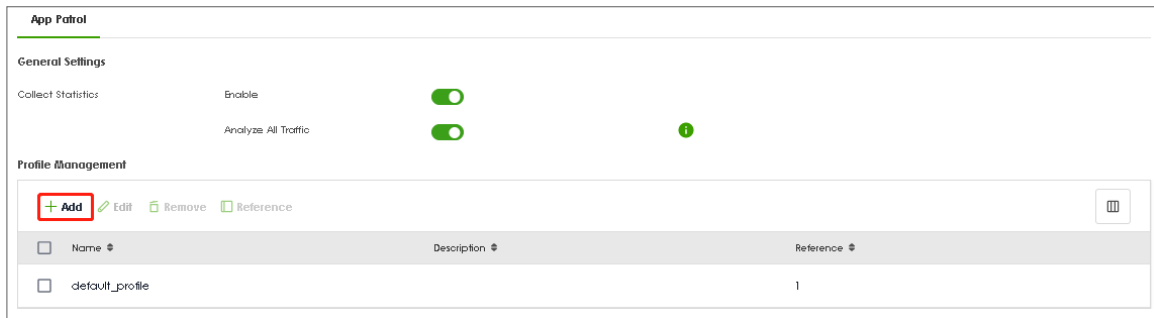 App Patrol
General Settings
Collect Statistics Enable
Analyze All Traffic
Profile Management
Add Edit Remove Reference
Name Description Reference
default_profile 1